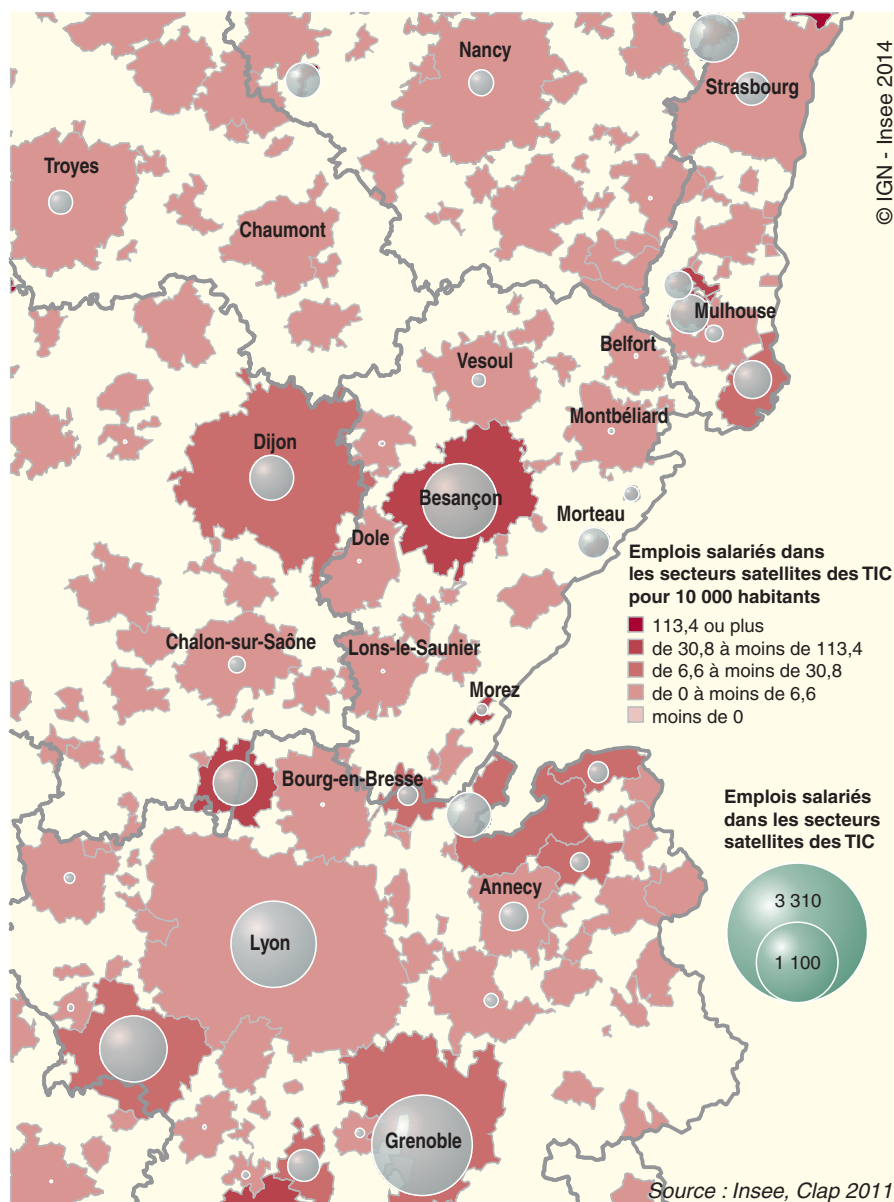 © IGN - Insee 2014
Nancy
Strasbourg
Troyes
Chaumont
Mulhouse
Vesoul
Belfort
Montbéliard
Dijon
Besançon
Morteau
Dole
Chalon-sur-Saône
Lons-le-Saunier
Morez
Bourg-en-Bresse
Annecy
Lyon
Grenoble
Emplois salariés dans
les secteurs satellites des TIC
pour 10 000 habitants
113,4 ou plus
de 30,8 à moins de 113,4
de 6,6 à moins de 30,8
de 0 à moins de 6,6
moins de 0
Emplois salariés
dans les secteurs
satellites des TIC
3 310
1 100
Source : Insee, Clap 2011